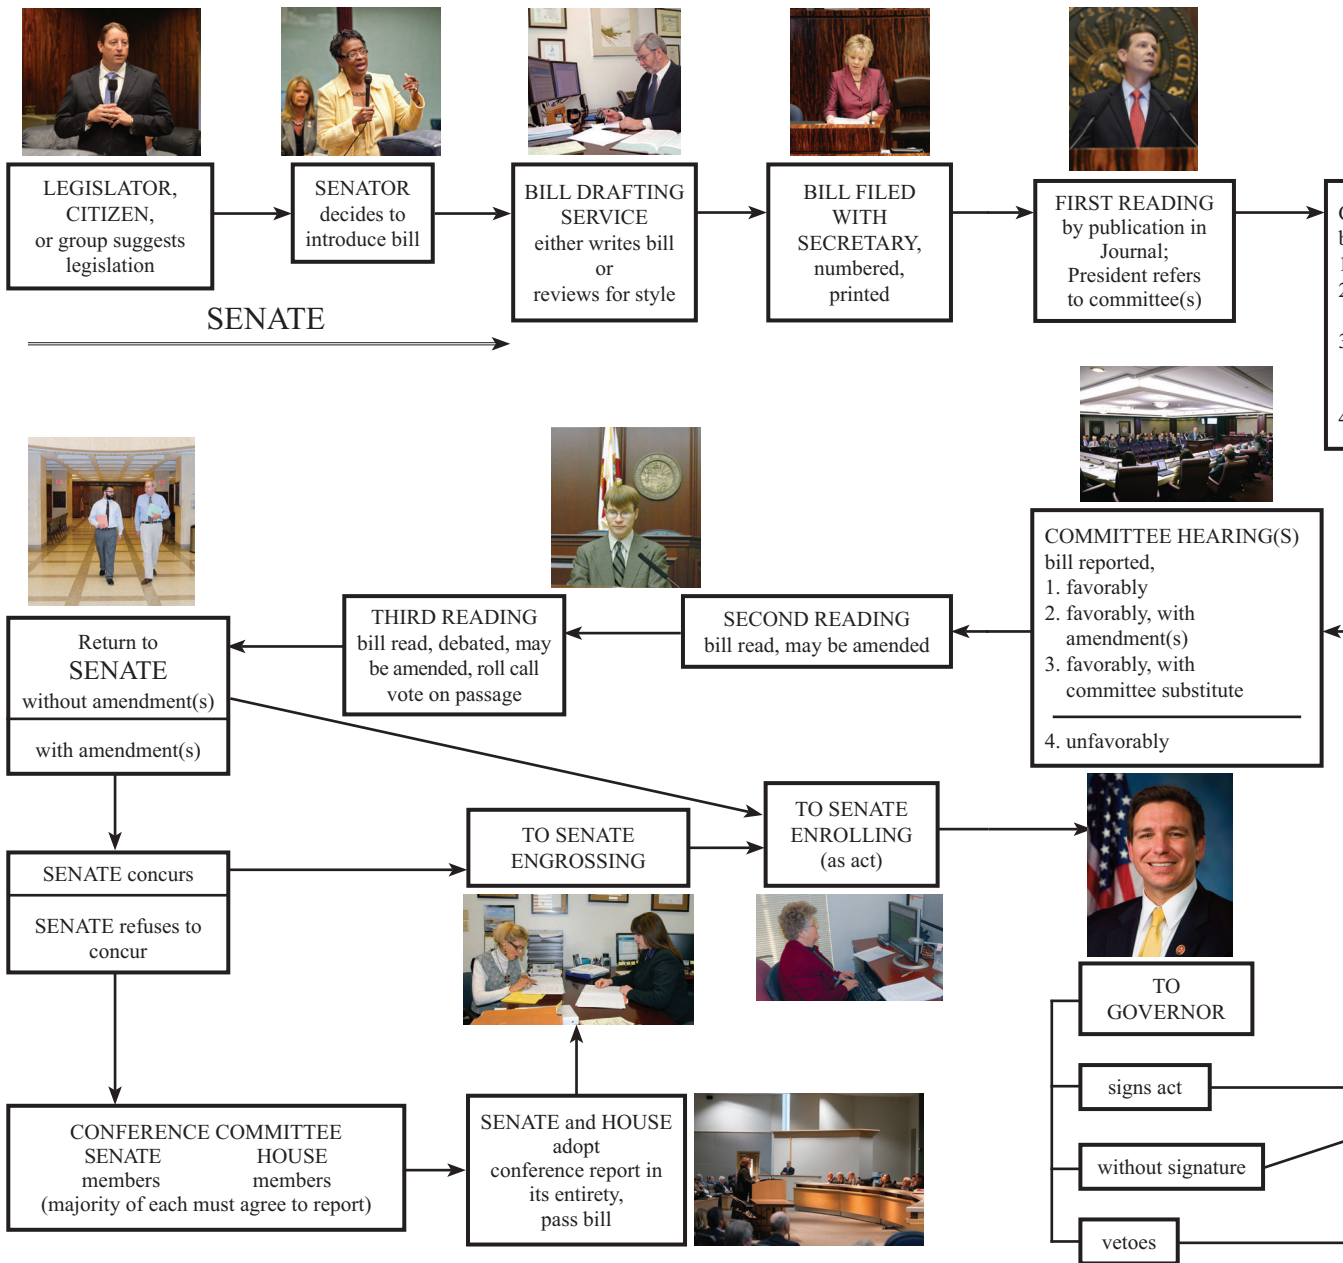 LEGISLATOR,
CITIZEN,
or group suggests
legislation
SENATOR
decides to
introduce bill
BILL DRAFTING
SERVICE
either writes bill
or
reviews for style
BILL FILED
WITH
SECRETARY,
numbered,
printed
FIRST READING
by publication in
Journal;
President refers
to committee(s)
1
2
3
4
SENATE
COMMITTEE HEARING(S)
bill reported,
1. favorably
2. favorably, with
amendment(s)
3. favorably, with
committee substitute
4. unfavorably
SECOND READING
bill read, may be amended
THIRD READING
bill read, debated, may
be amended, roll call
vote on passage
Return to
SENATE
without amendment(s)
with amendment(s)
SENATE concurs
SENATE refuses to
concur
TO SENATE
ENGROSSING
TO SENATE
ENROLLING
(as act)
CONFERENCE COMMITTEE
SENATE HOUSE
members members
(majority of each must agree to report)
SENATE and HOUSE
adopt
conference report in
its entirety,
pass bill
TO
GOVERNOR
signs act
without signature
vetoes